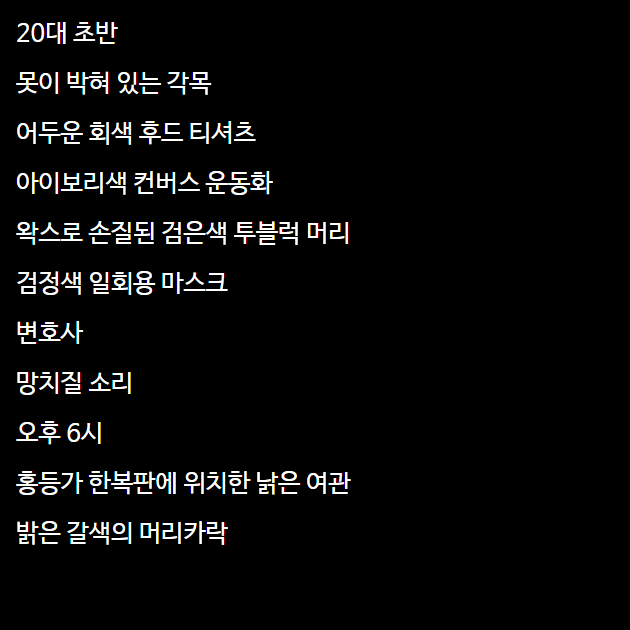 20대 초반
못이 박혀 있는 각목
어두운 회색 후드 티셔츠
아이보리색 컨버스 운동화
왁스로 손질된 검은색 투블럭 머리
검정색 일회용 마스크
변호사
망치질 소리
오후 6시
홍등가 한복판에 위치한 낡은 여관
밝은 갈색의 머리카락